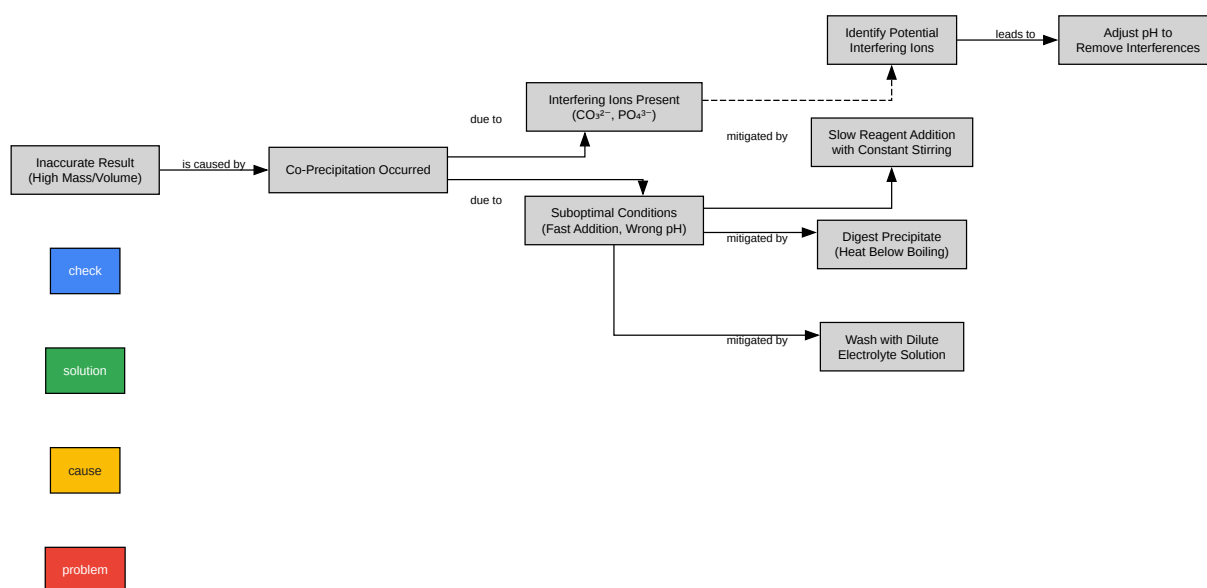 Identify Potential
Interfering Ions
leads to
Adjust pH to
Remove Interferences
Interfering Ions Present
(CO₃²⁻, PO₄³⁻)
due to
mitigated by
Slow Reagent Addition
with Constant Stirring
Inaccurate Result
(High Mass/Volume)
is caused by
Co-Precipitation Occurred
due to
Suboptimal Conditions
(Fast Addition, Wrong pH)
mitigated by
Digest Precipitate
(Heat Below Boiling)
check
mitigated by
Wash with Dilute
Electrolyte Solution
solution
cause
problem